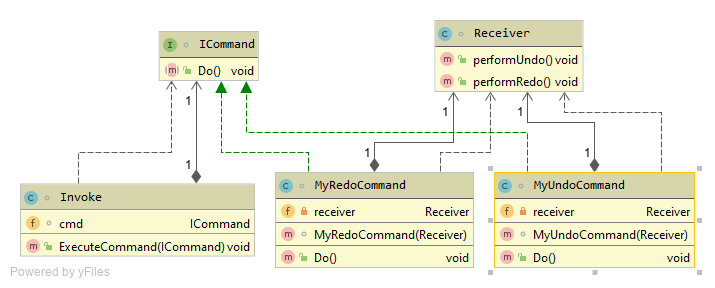 ICommand
Do() void
Receiver
performUndo() void
performRedo() void
1
1
1
1
1
1
Invoke
cmd ICommand
ExecuteCommand(ICommand) void
MyRedoCommand
receiver Receiver
MyRedoCommand(Receiver)
Do() void
MyUndoCommand
receiver Receiver
MyUndoCommand(Receiver)
Do() void
Powered by yFiles